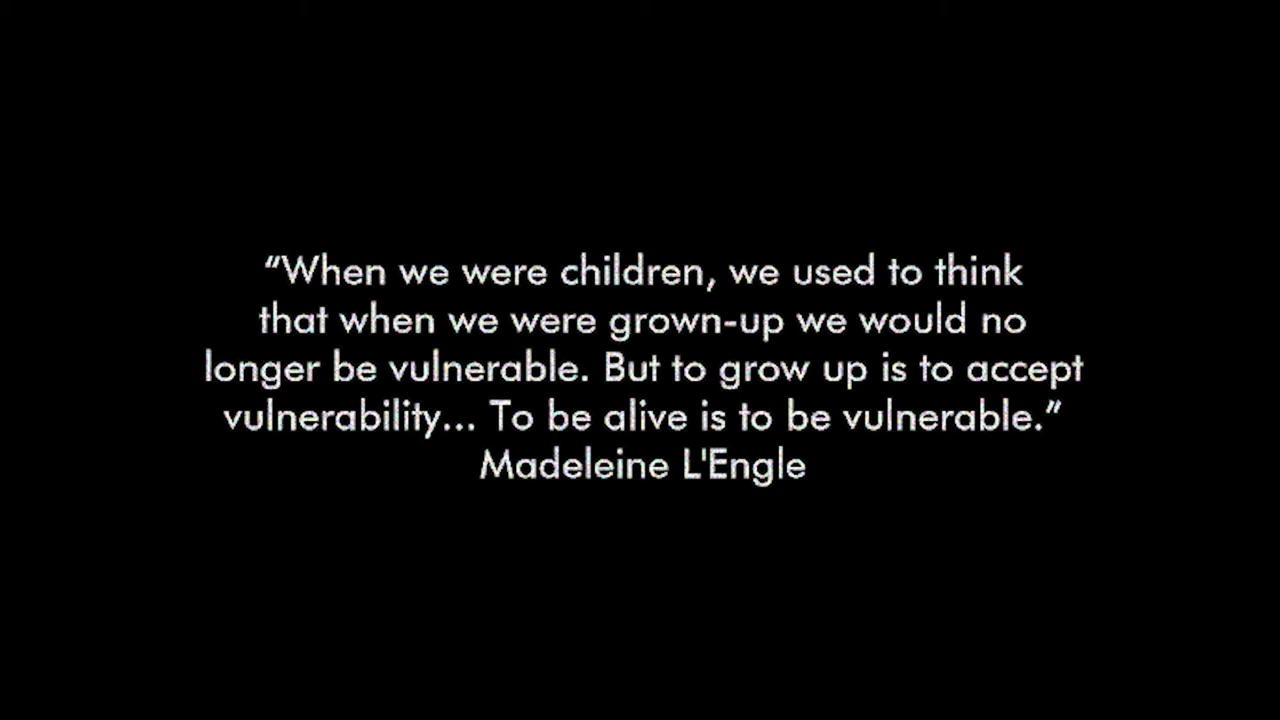 “When we were children, we used to think
that when we were grown-up we would no
longer be vulnerable. But to grow up is to accept
vulnerability... To be alive is to be vulnerable.”
Madeleine L'Engle